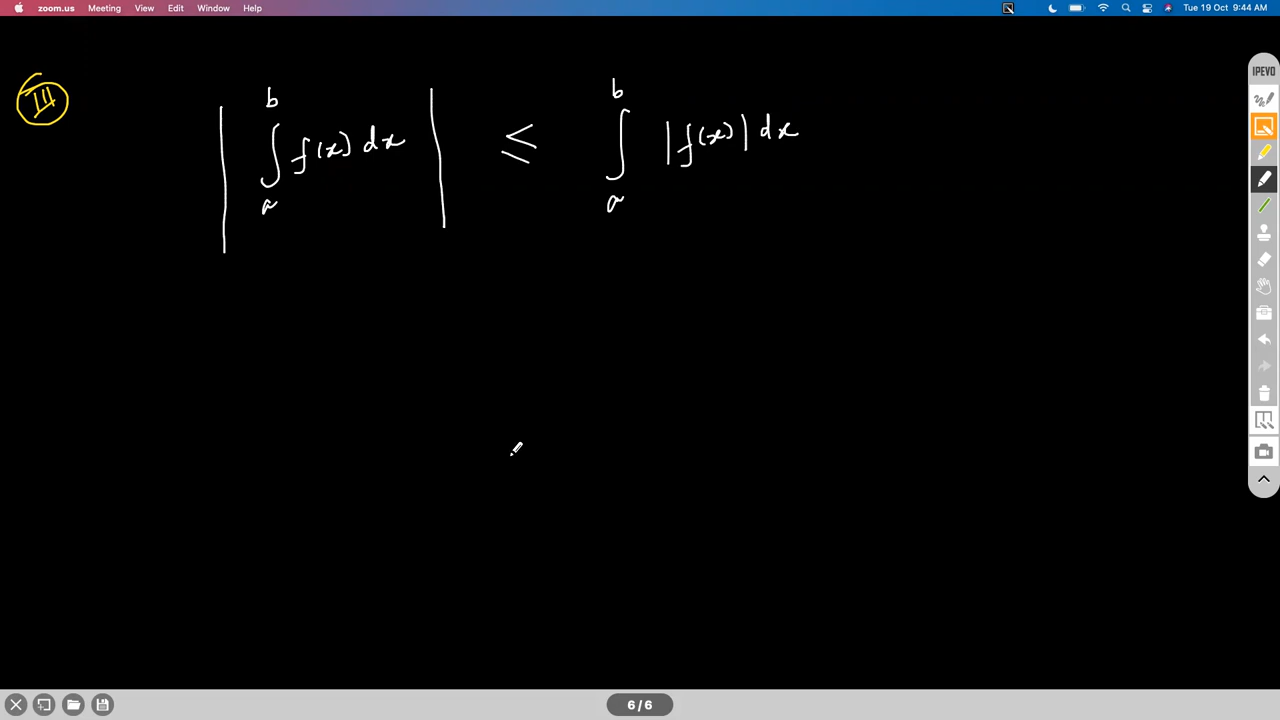 zoom.us Meeting View Edit Window Help Tue 19 Oct 9:44 AM
IPEVO
14
| ∫_a^b f(x) dx | ≤ ∫_a^b |f(x)| dx
6 / 6